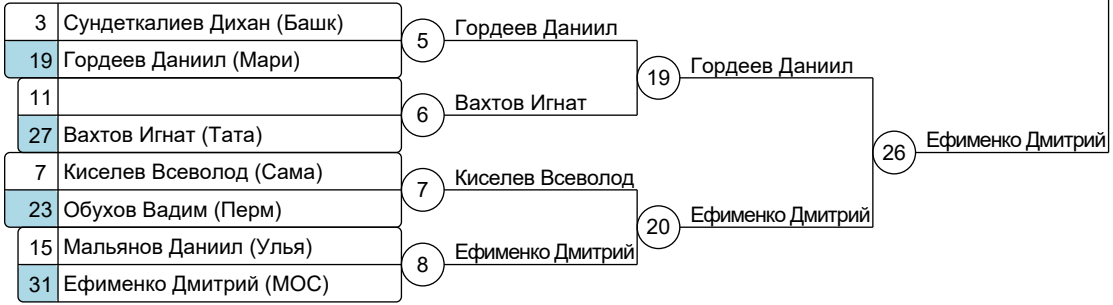 3 Сундеткалиев Дихан (Башк)
5 Гордеев Даниил
19 Гордеев Даниил (Мари)
19 Гордеев Даниил
11
6 Вахтов Игнат
27 Вахтов Игнат (Тата)
26 Ефименко Дмитрий
7 Киселев Всеволод (Сама)
7 Киселев Всеволод
23 Обухов Вадим (Перм)
20 Ефименко Дмитрий
15 Мальянов Даниил (Улья)
8 Ефименко Дмитрий
31 Ефименко Дмитрий (МОС)